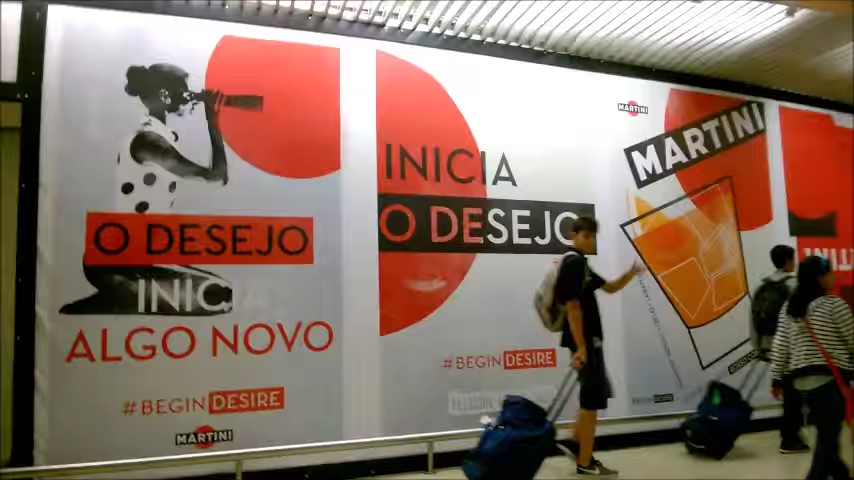 O DESEJO
INICIA
ALGO NOVO
#BEGINDESIRE
MARTINI
INICIA
O DESEJO
#BEGINDESIRE
MARTINI
MARTINI